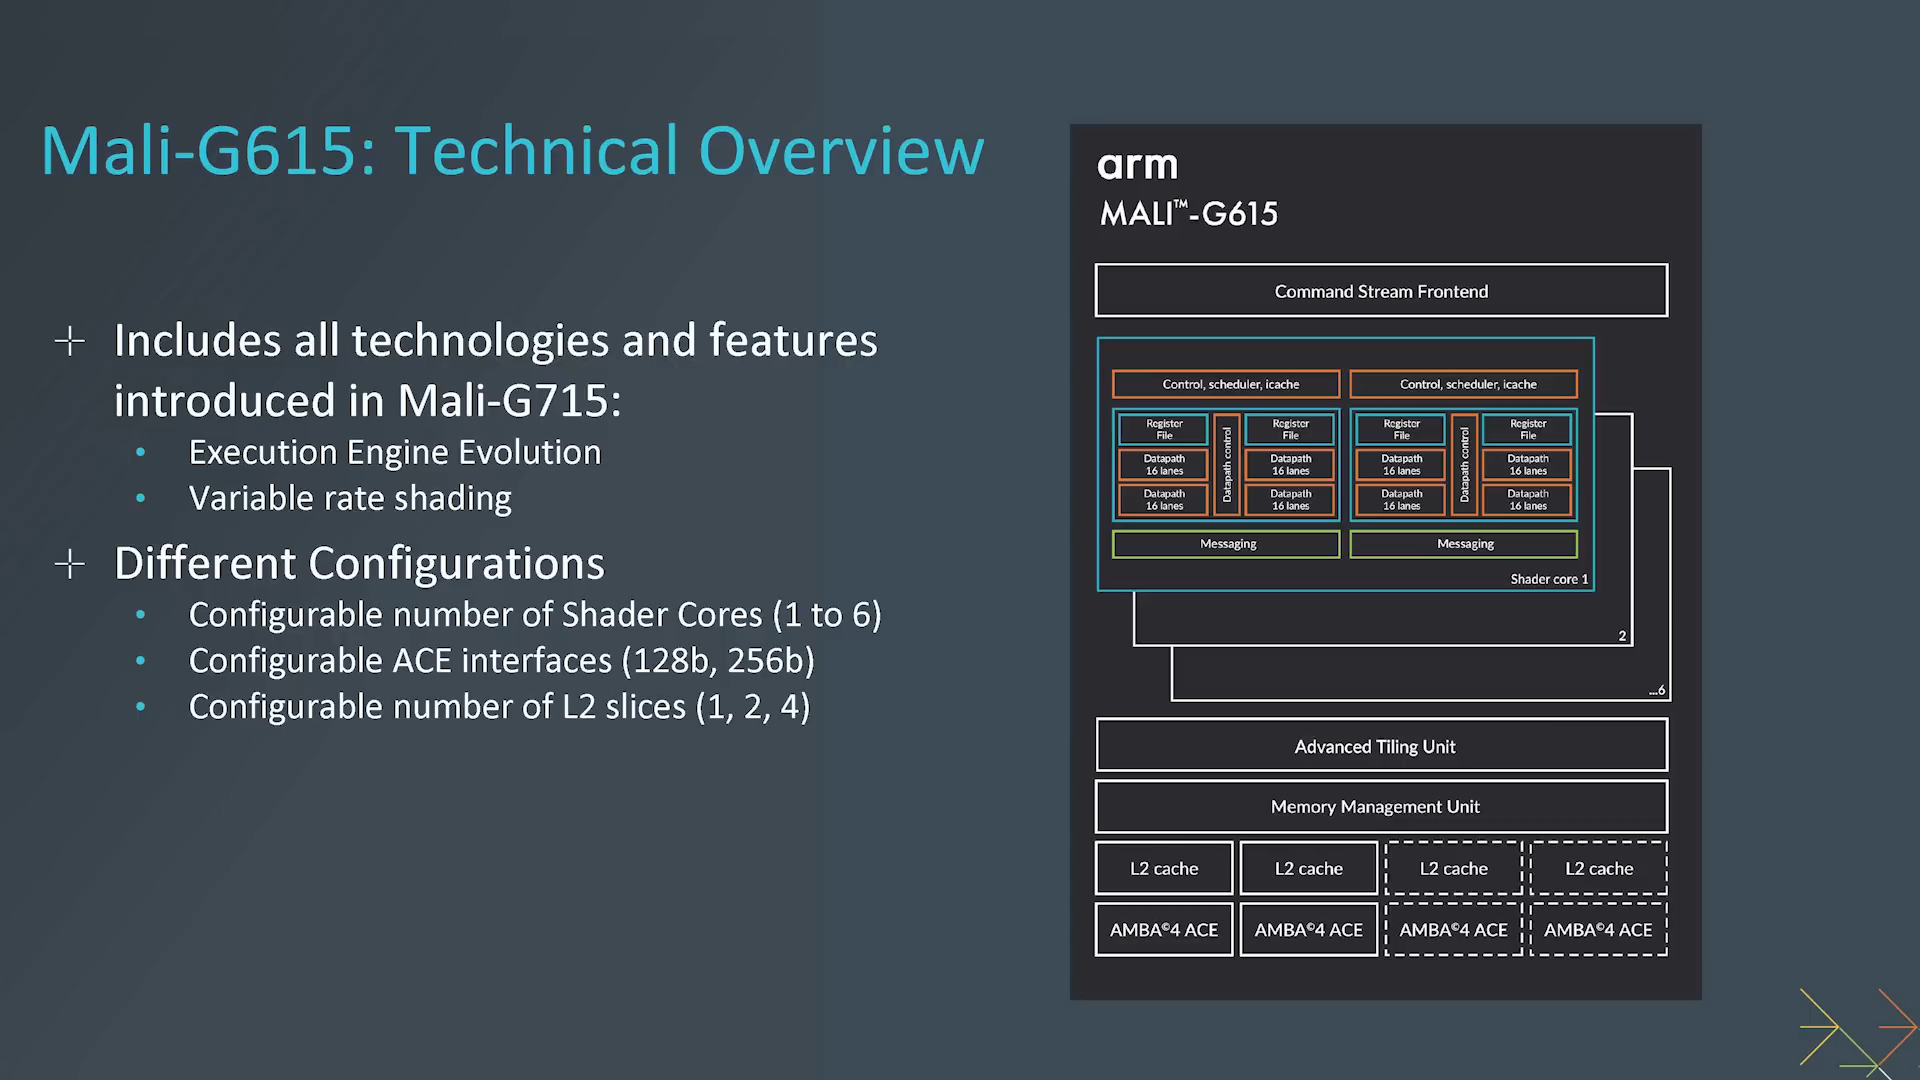 Mali-G615: Technical Overview
Includes all technologies and features
introduced in Mali-G715:
• Execution Engine Evolution
• Variable rate shading
Different Configurations
• Configurable number of Shader Cores (1 to 6)
• Configurable ACE interfaces (128b, 256b)
• Configurable number of L2 slices (1, 2, 4)
arm
MALI™-G615
Command Stream Frontend
Control, scheduler, icache
Control, scheduler, icache
Register
File
Datapath
16 lanes
Datapath
16 lanes
Datapath control
Register
File
Datapath
16 lanes
Datapath
16 lanes
Register
File
Datapath
16 lanes
Datapath
16 lanes
Datapath control
Register
File
Datapath
16 lanes
Datapath
16 lanes
Messaging
Messaging
Shader core 1
2
...6
Advanced Tiling Unit
Memory Management Unit
L2 cache
L2 cache
L2 cache
L2 cache
AMBA©4 ACE
AMBA©4 ACE
AMBA©4 ACE
AMBA©4 ACE